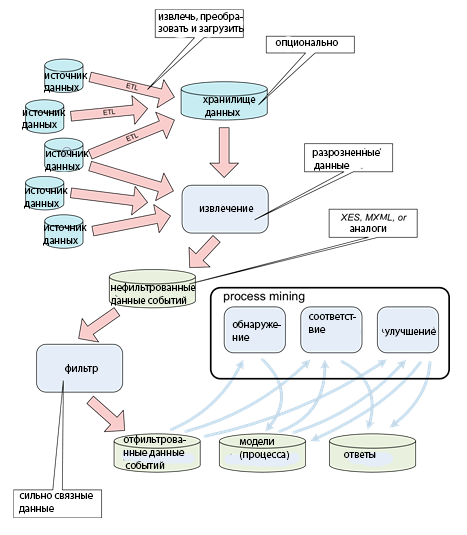 извлечь, преобра-
зовать и загрузить
опционально
источник
данных
ETL
источник
данных
ETL
хранилище
данных
источник
данных
ETL
разрозненные
данные
источник
данных
извлечение
источник
данных
XES, MXML, or
аналоги
нефильтрованные
данные событий
process mining
обнаруже-
ние
соответст-
вие
улучшение
фильтр
отфильтрова-
нные данные
событий
модели
(процесса)
ответы
сильно связные
данные